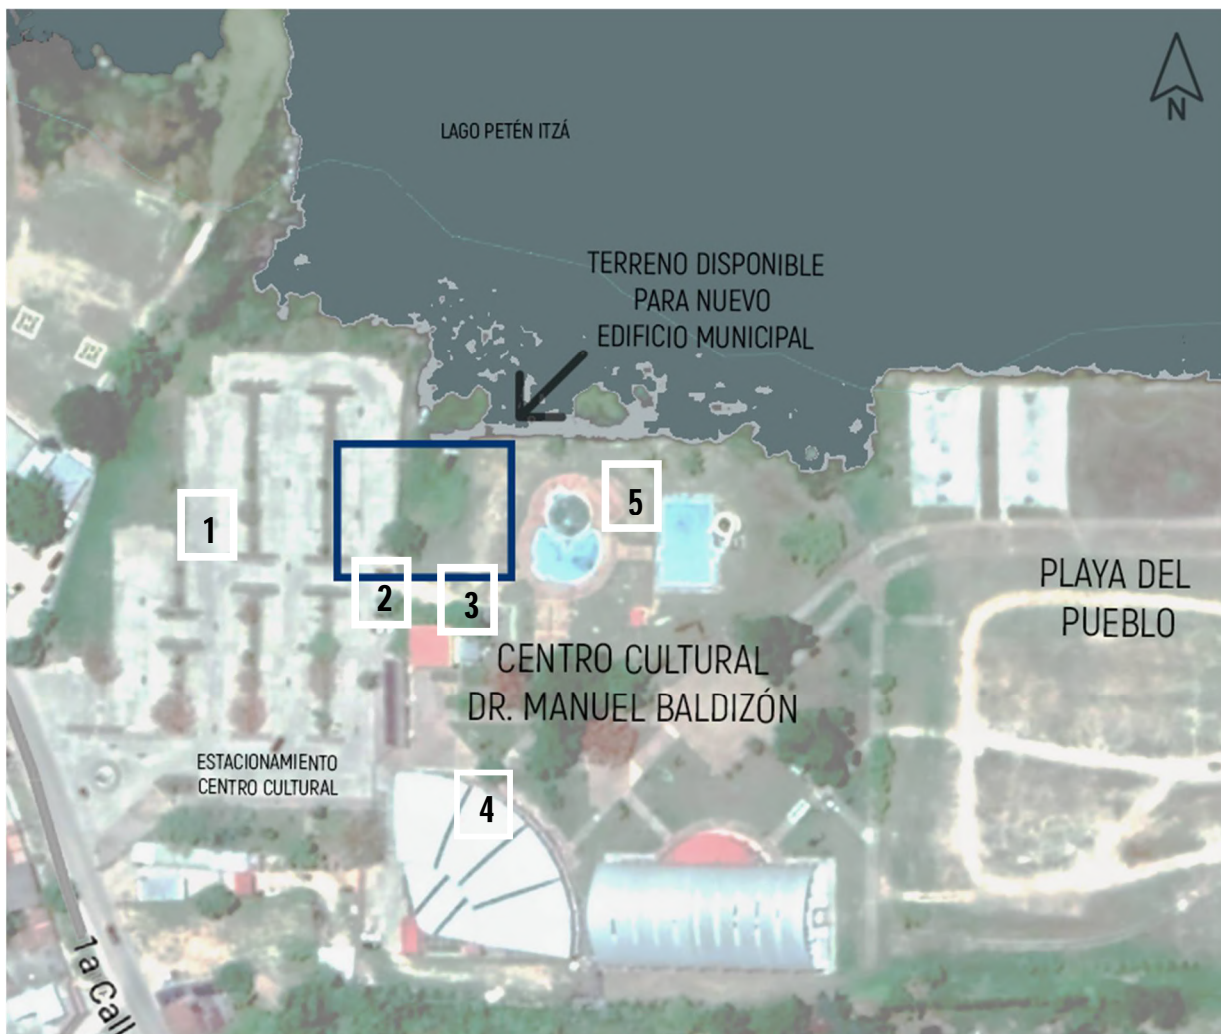 N
LAGO PETÉN ITZÁ
TERRENO DISPONIBLE
PARA NUEVO
EDIFICIO MUNICIPAL
1
5
2
3
PLAYA DEL
PUEBLO
CENTRO CULTURAL
DR. MANUEL BALDIZÓN
ESTACIONAMIENTO
CENTRO CULTURAL
4
1a Call